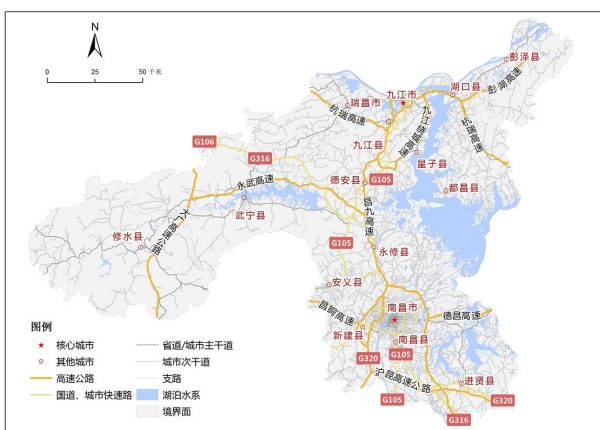 N
0 25 50 千米
彭泽县
彭湖高速
九江市
湖口县
瑞昌市
杭瑞高速
九江绕城高速
杭瑞高速
九江县
星子县
G106
G316
德安县
G105
都昌县
永武高速
昌九高速
武宁县
大广高速公路
修水县
G105
永修县
安义县
南昌市
昌铜高速
德昌高速
新建县
南昌县
G320
G105
沪昆高速公路
进贤县
G105
G320
G316
图例
核心城市
省道/城市主干道
其他城市
城市次干道
高速公路
支路
国道、城市快速路
湖泊水系
境界面